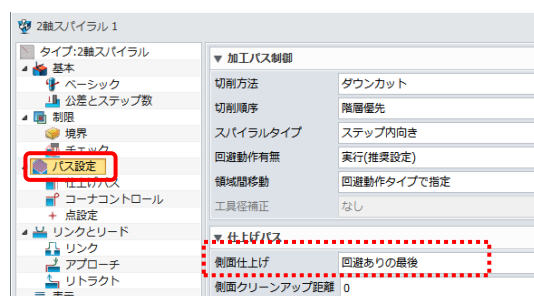 2軸スパイラル 1
タイプ:2軸スパイラル
基本
ベーシック
公差とステップ数
制限
境界
チェック
パス設定
仕上げパス
コーナコントロール
点設定
リンクとリード
リンク
アプローチ
リトラクト
表示
加工パス制御
切削方法 ダウンカット
切削順序 階層優先
スパイラルタイプ ステップ内向き
回避動作有無 実行(推奨設定)
領域間移動 回避動作タイプで指定
工具径補正 なし
仕上げパス
側面仕上げ 回避ありの最後
側面クリーンアップ距離 0